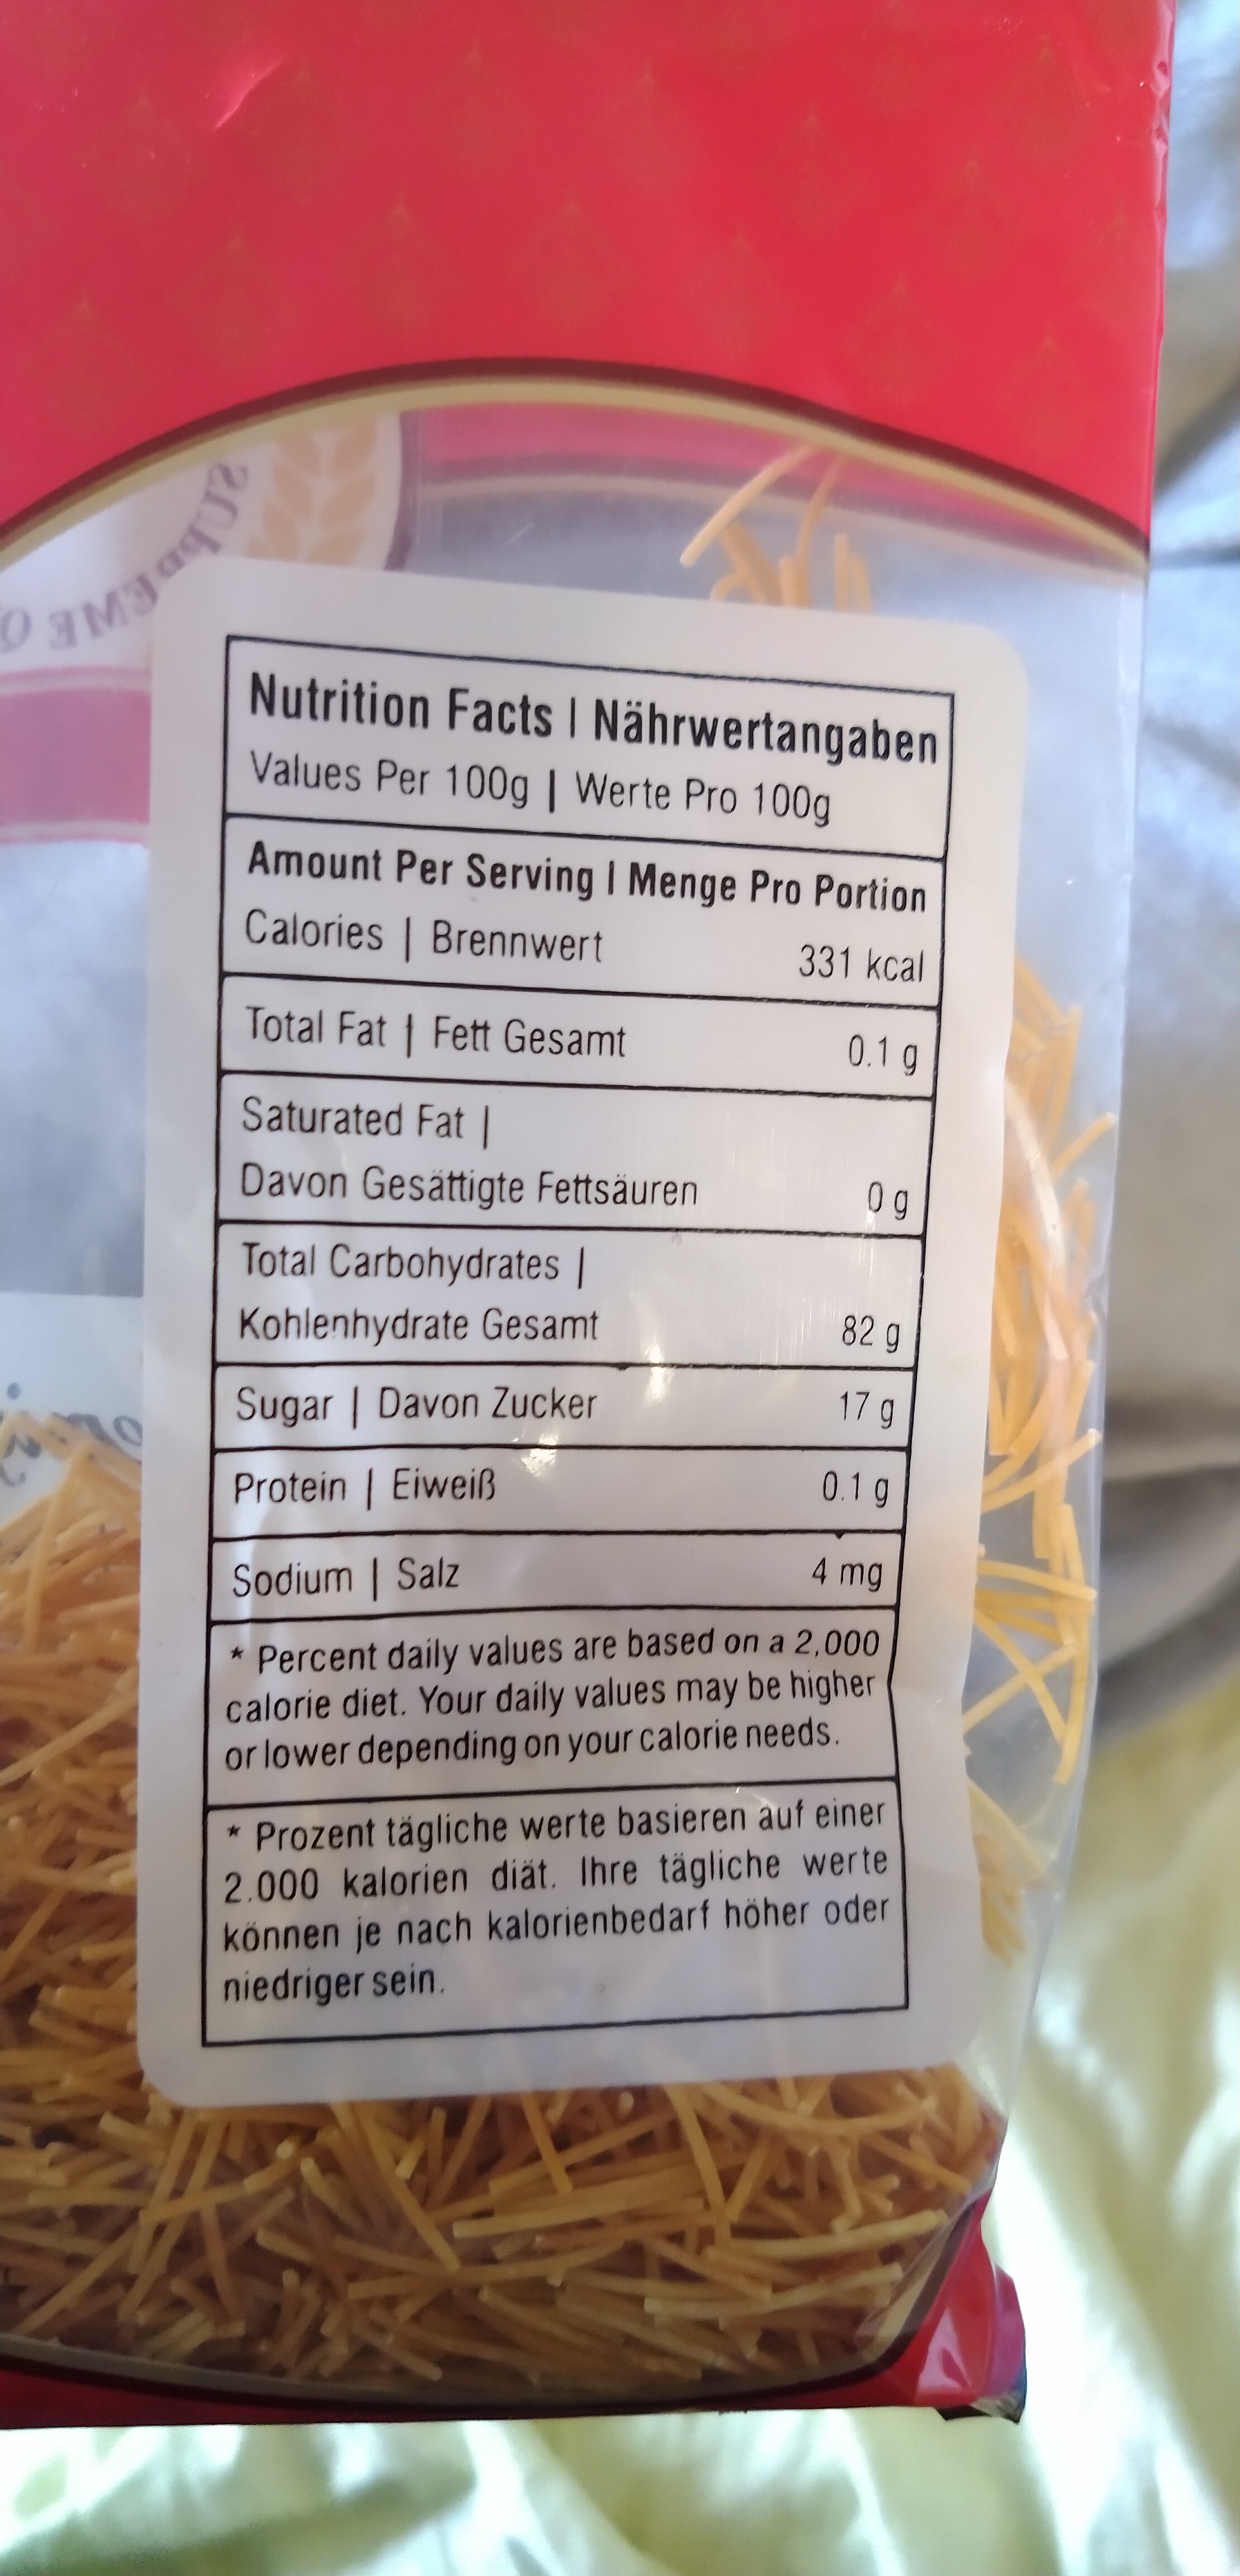 SUPREME
Nutrition Facts | Nährwertangaben
Values Per 100g | Werte Pro 100g
Amount Per Serving | Menge Pro Portion
Calories | Brennwert 331 kcal
Total Fat | Fett Gesamt 0.1 g
Saturated Fat |
Davon Gesättigte Fettsäuren 0 g
Total Carbohydrates |
Kohlenhydrate Gesamt 82 g
Sugar | Davon Zucker 17 g
Protein | Eiweiß 0.1 g
Sodium | Salz 4 mg
* Percent daily values are based on a 2,000
calorie diet. Your daily values may be higher
or lower depending on your calorie needs.
* Prozent tägliche werte basieren auf einer
2.000 kalorien diät. Ihre tägliche werte
können je nach kalorienbedarf höher oder
niedriger sein.